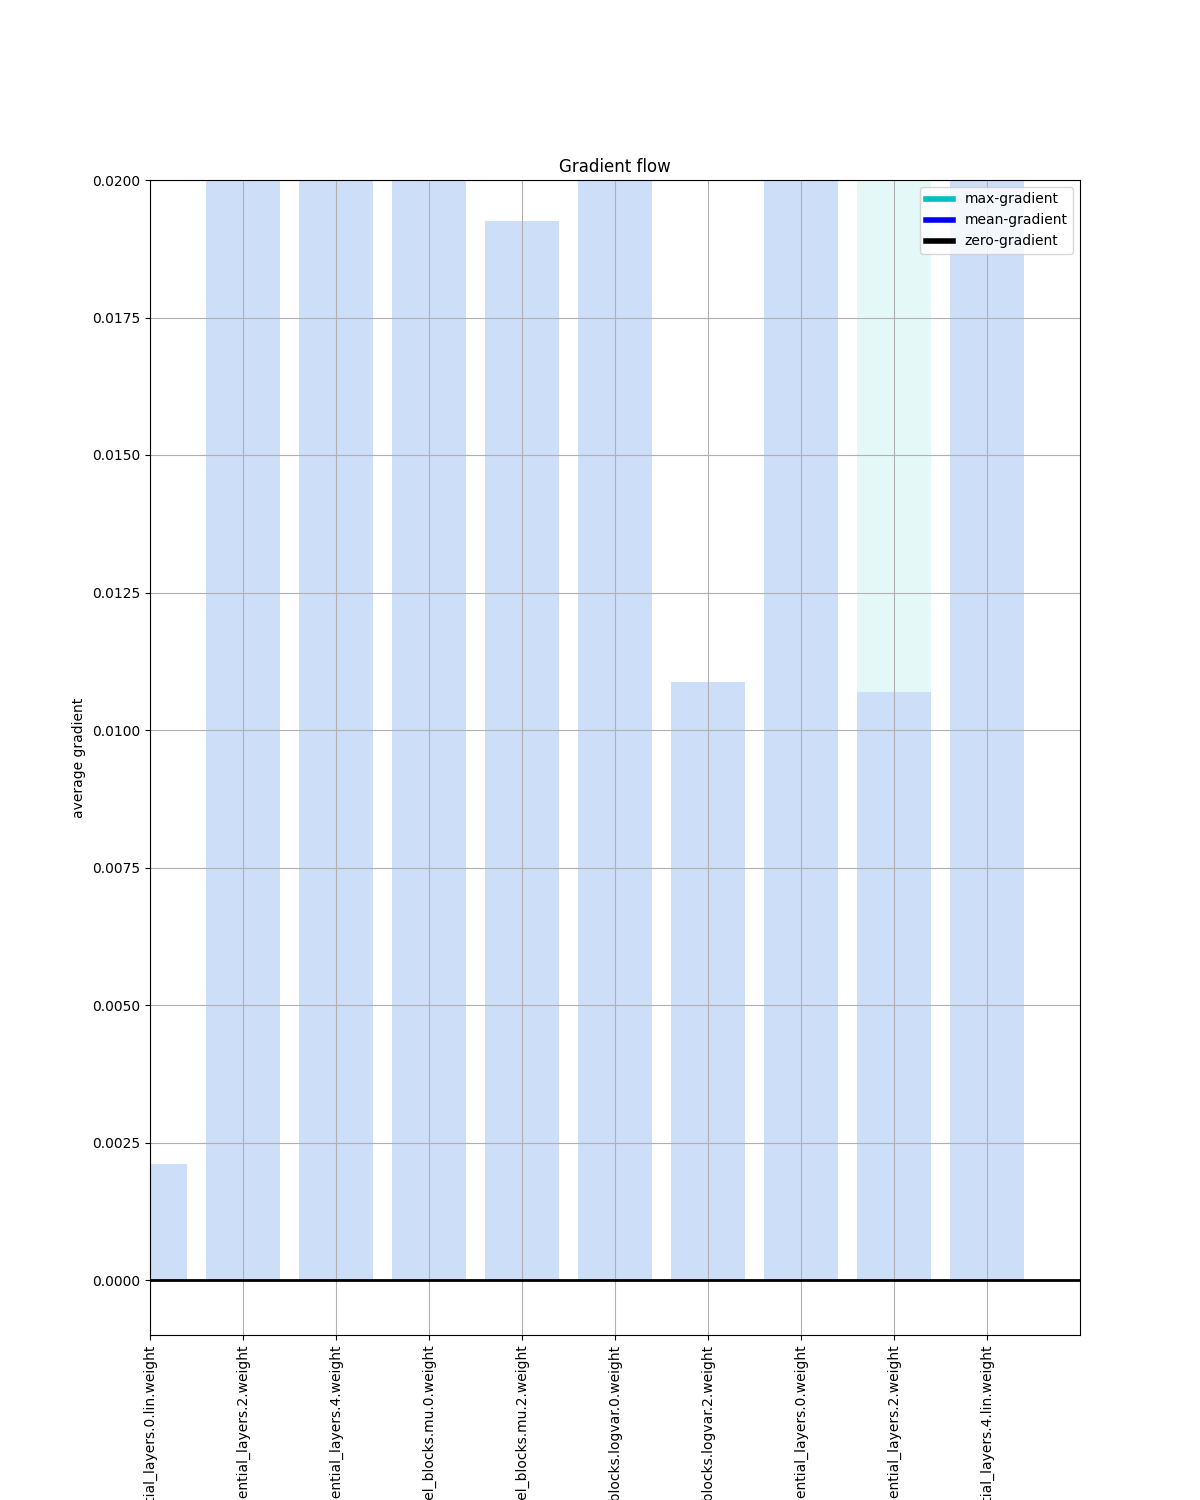 Gradient flow
max-gradient
mean-gradient
zero-gradient
0.0200
0.0175
0.0150
0.0125
0.0100
0.0075
0.0050
0.0025
0.0000
average gradient
tial_layers.0.lin.weight
ential_layers.2.weight
ential_layers.4.weight
el_blocks.mu.0.weight
el_blocks.mu.2.weight
blocks.logvar.0.weight
blocks.logvar.2.weight
ential_layers.0.weight
ential_layers.2.weight
tial_layers.4.lin.weight